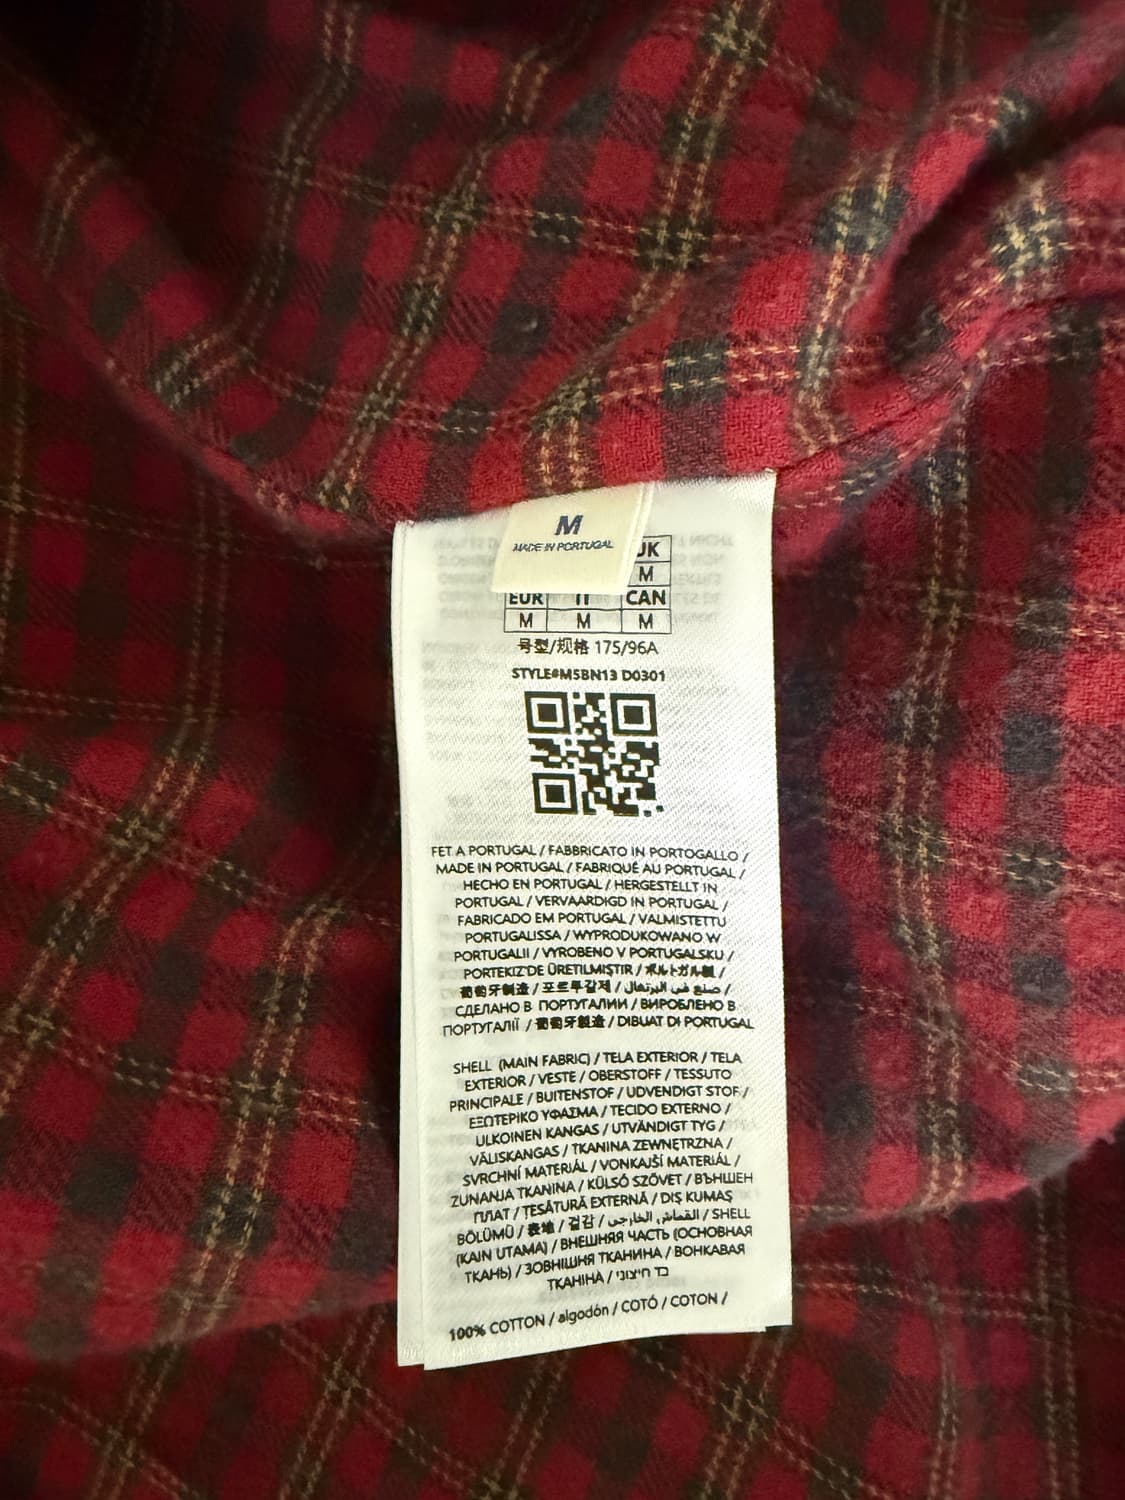 M
MADE IN PORTUGAL
UK
M
EUR IT CAN
M M M
号型/规格 175/96A
STYLE#M5BN13 D0301
FET A PORTUGAL / FABBRICATO IN PORTOGALLO /
MADE IN PORTUGAL / FABRIQUÉ AU PORTUGAL /
HECHO EN PORTUGAL / HERGESTELLT IN
PORTUGAL / VERVAARDIGD IN PORTUGAL /
FABRICADO EM PORTUGAL / VALMISTETTU
PORTUGALISSA / WYPRODUKOWANO W
PORTUGALII / VYROBENO V PORTUGALSKU /
PORTEKIZ'DE ÜRETILMIŞTIR / ポルトガル製 /
葡萄牙製造 / 포르투갈제 / صنع في البرتغال /
СДЕЛАНО В ПОРТУГАЛИИ / ВИРОБЛЕНО В
ПОРТУГАЛІЇ / 葡萄牙製造 / DIBUAT DI PORTUGAL
SHELL (MAIN FABRIC) / TELA EXTERIOR / TELA
EXTERIOR / VESTE / OBERSTOFF / TESSUTO
PRINCIPALE / BUITENSTOF / UDVENDIGT STOF /
ΕΞΩΤΕΡΙΚΟ ΥΦΑΣΜΑ / TECIDO EXTERNO /
ULKOINEN KANGAS / UTVÄNDIGT TYG /
VÄLISKANGAS / TKANINA ZEWNĘTRZNA /
SVRCHNÍ MATERIÁL / VONKAJŠÍ MATERIÁL /
ZUNANJA TKANINA / KÜLSŐ SZÖVET / ВЪНШЕН
ПЛАТ / ȚESĂTURĂ EXTERNĂ / DIŞ KUMAŞ
BÖLÜMÜ / 表地 / 겉감 / القماش الخارجي / SHELL
(KAIN UTAMA) / ВНЕШНЯЯ ЧАСТЬ (ОСНОВНАЯ
ТКАНЬ) / ЗОВНІШНЯ ТКАНИНА / ВОНКАВАЯ
ТКАНІНА / בד חיצוני
100% COTTON / algodón / COTÓ / COTON /